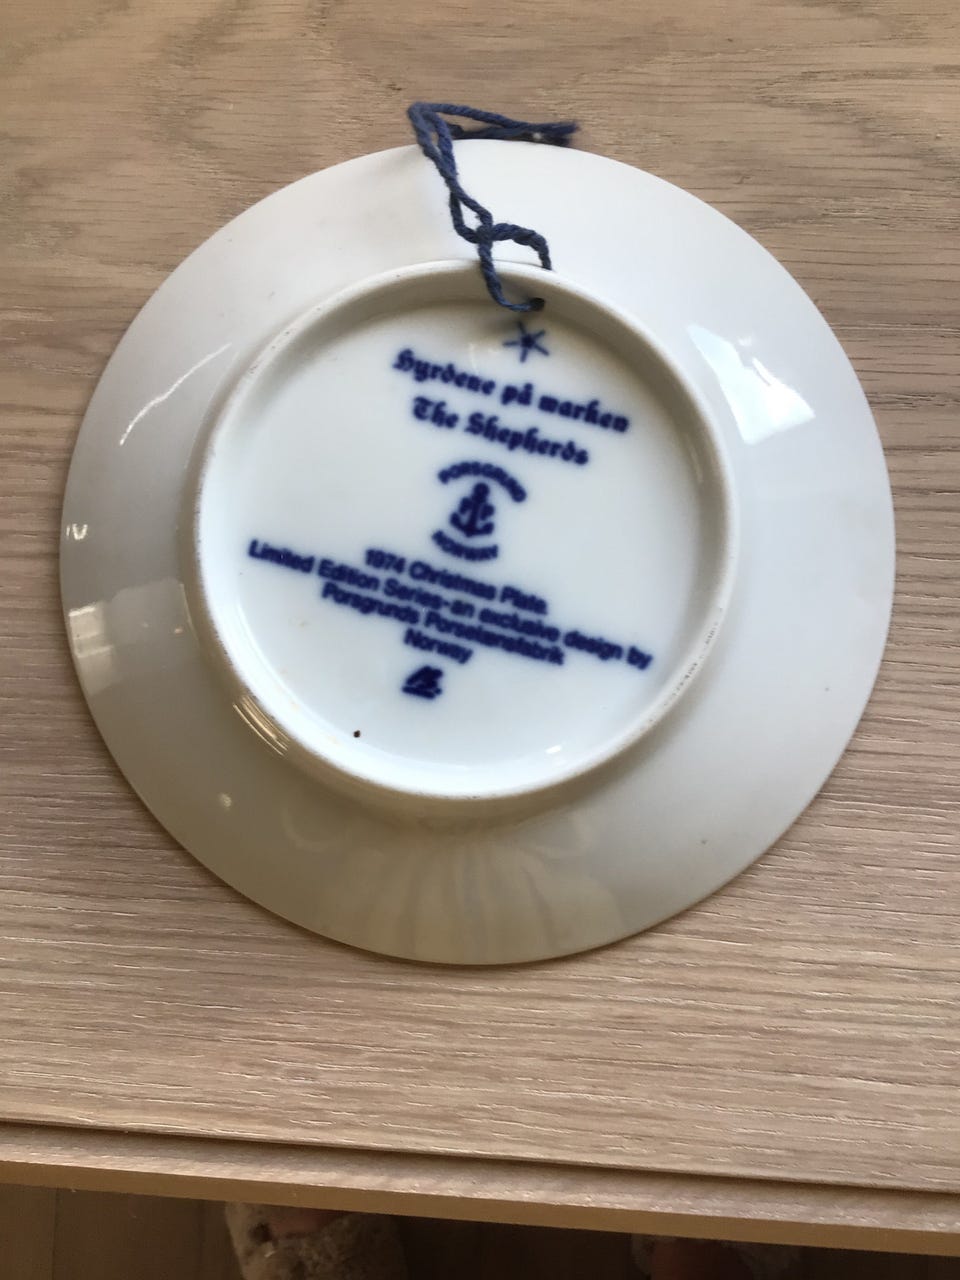 Hyrdene på marken
The Shepherds
PORSGRUND
NORWAY
1974 Christmas Plate.
Limited Edition Series-an exclusive design by
Porsgrunds Porselænsfabrik
Norway